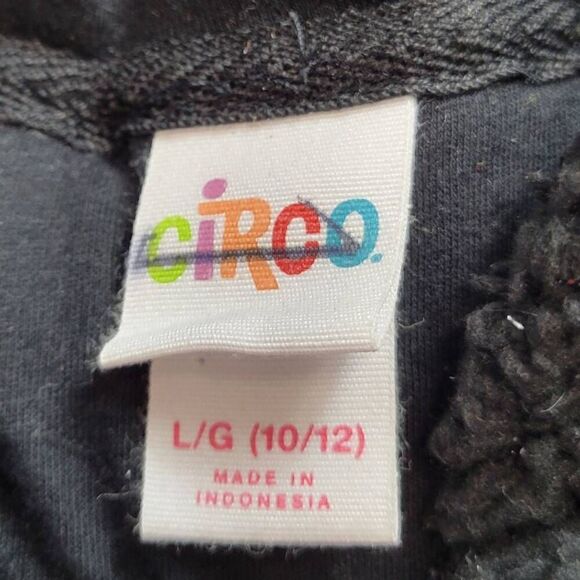 CiRCO.
L/G (10/12)
MADE IN
INDONESIA